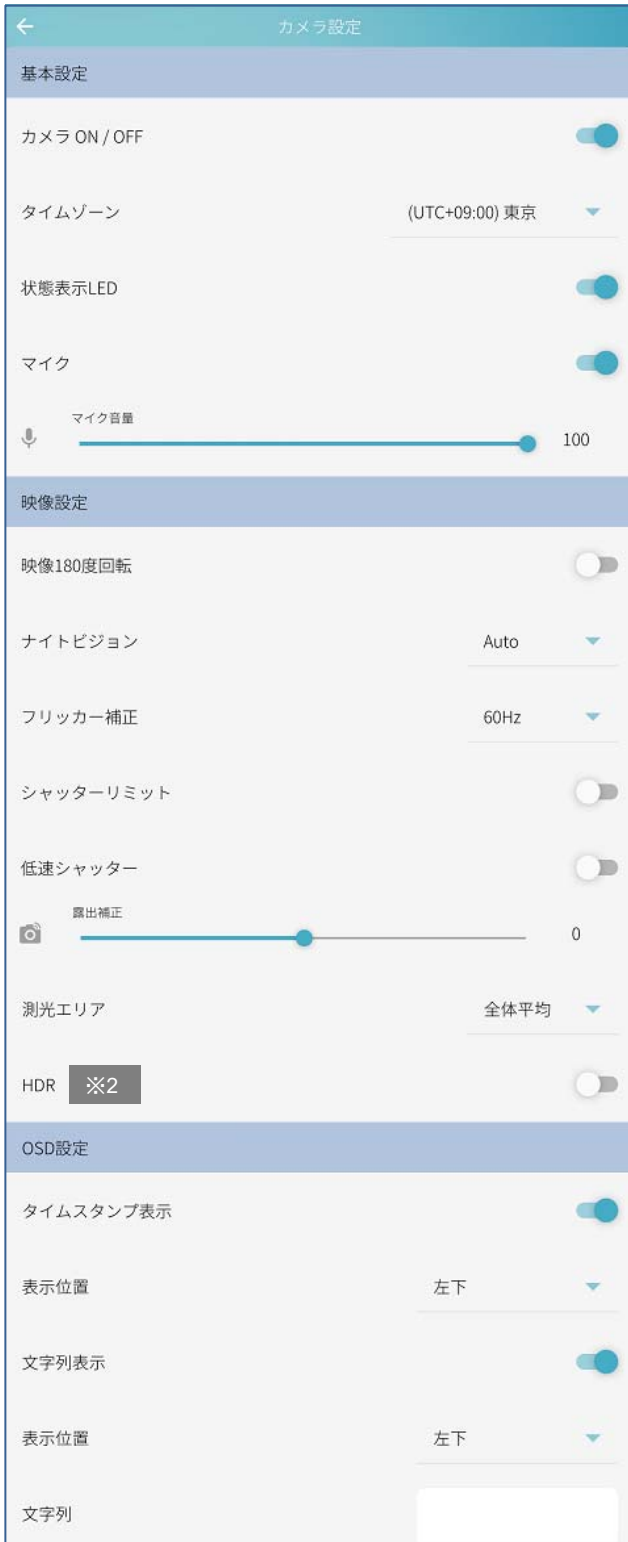 カメラ設定
基本設定
カメラ ON / OFF
タイムゾーン (UTC+09:00) 東京
状態表示LED
マイク
マイク音量
100
映像設定
映像180度回転
ナイトビジョン Auto
フリッカー補正 60Hz
シャッターリミット
低速シャッター
露出補正
0
測光エリア 全体平均
HDR ※2
OSD設定
タイムスタンプ表示
表示位置 左下
文字列表示
表示位置 左下
文字列